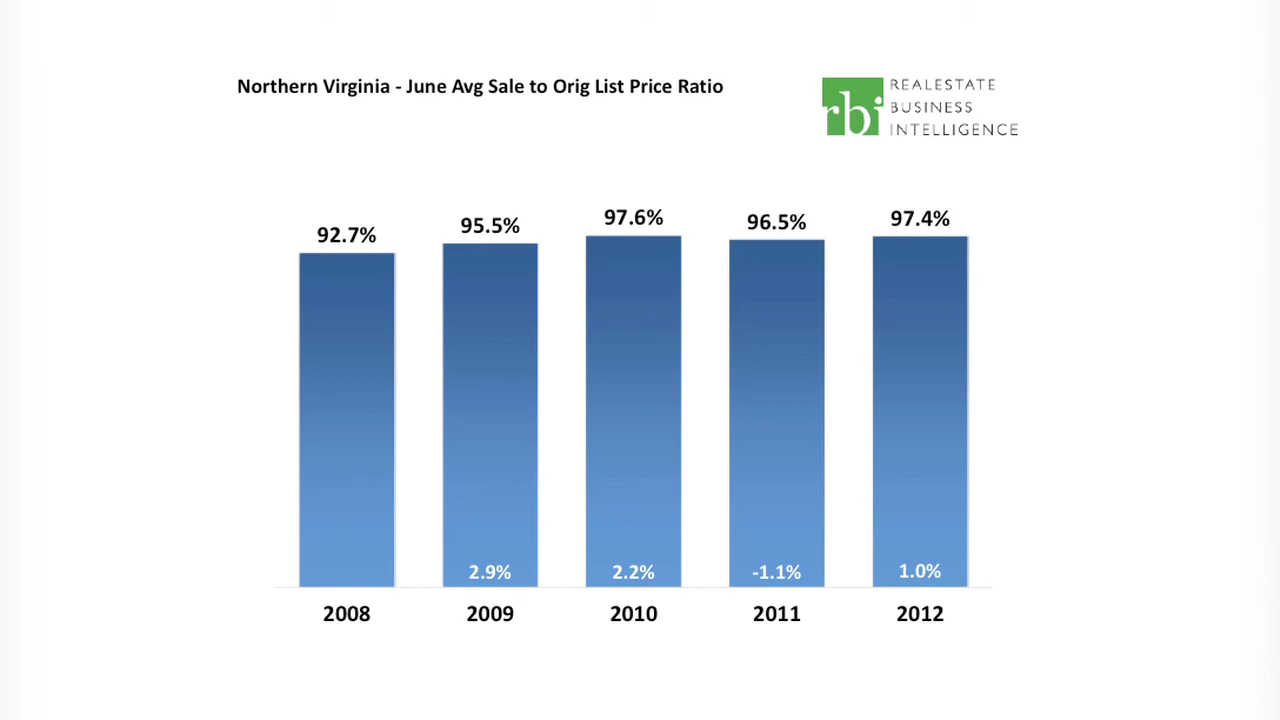 Northern Virginia - June Avg Sale to Orig List Price Ratio
rbi
REALESTATE
BUSINESS
INTELLIGENCE
92.7%
95.5%
97.6%
96.5%
97.4%
2.9%
2.2%
-1.1%
1.0%
2008
2009
2010
2011
2012